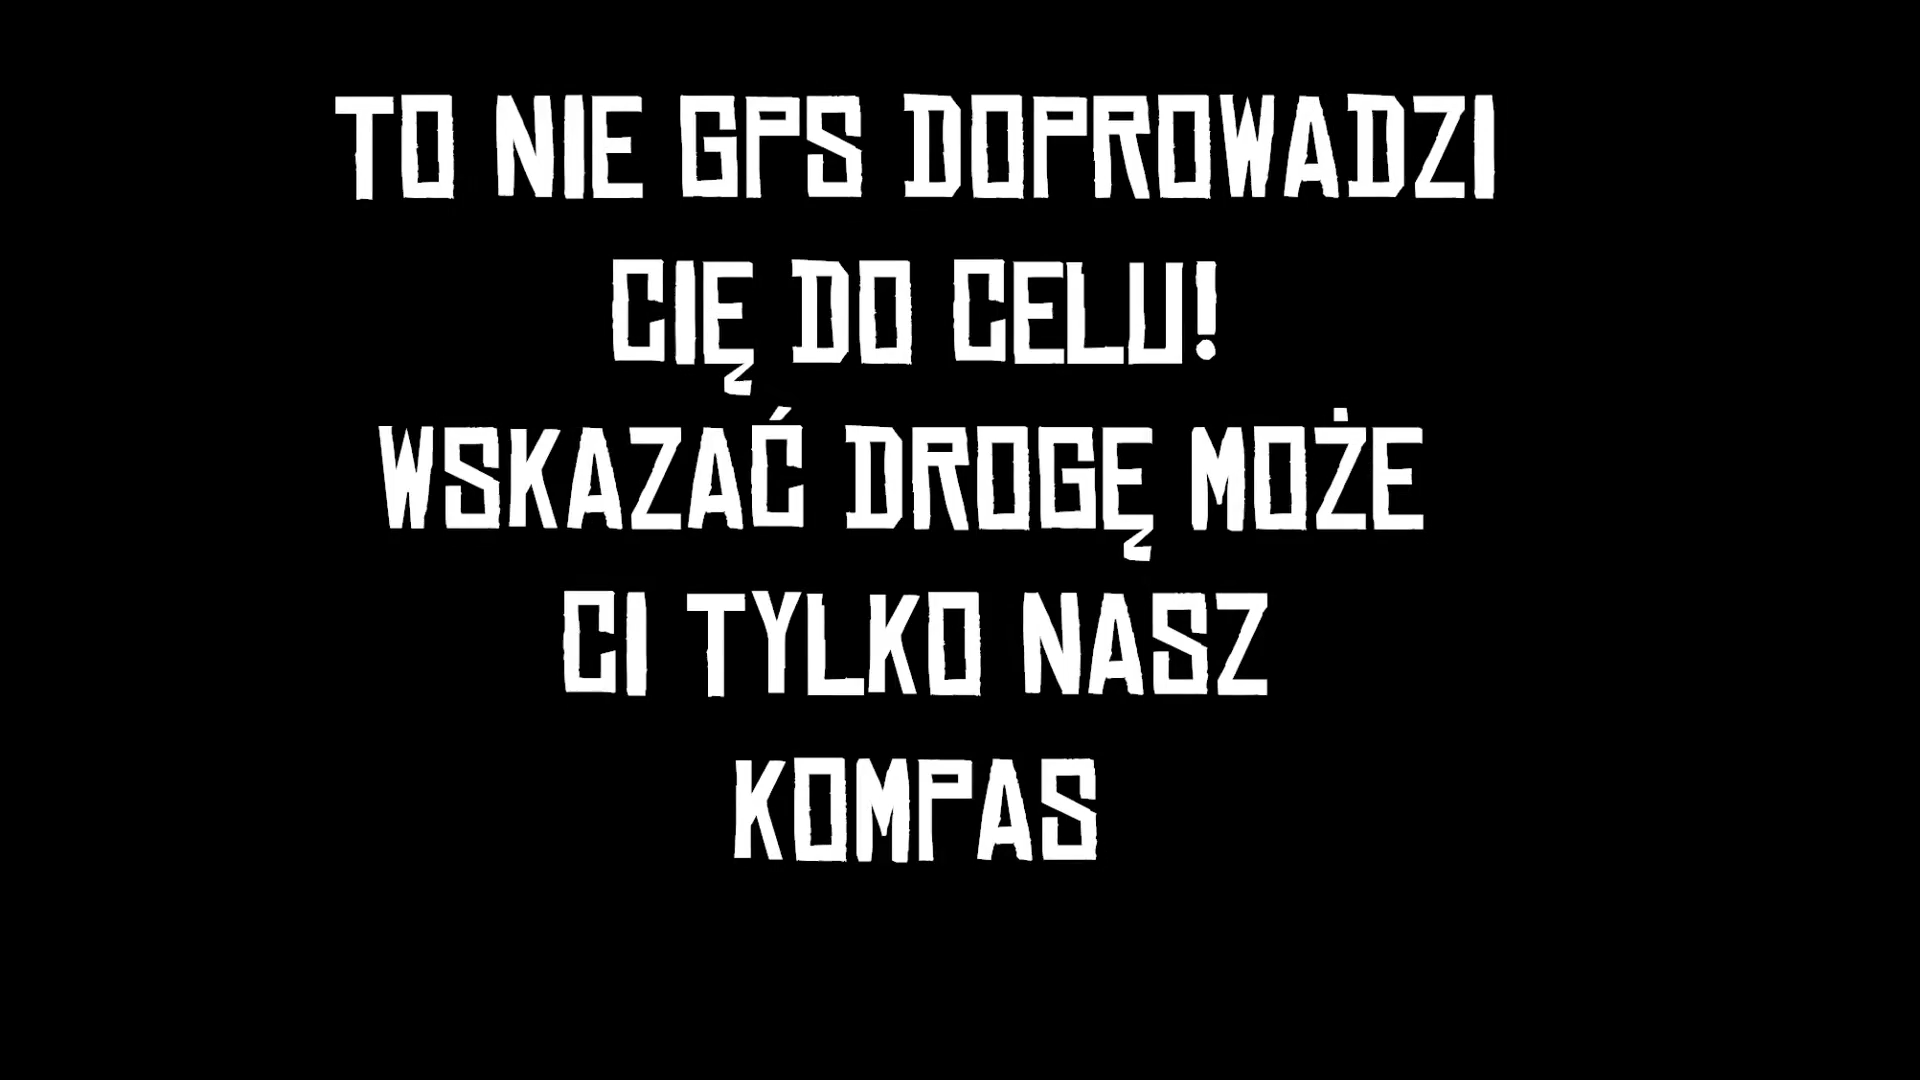 TO NIE GPS DOPROWADZI
CIĘ DO CELU!
WSKAZAĆ DROGĘ MOŻE
CI TYLKO NASZ
KOMPAS